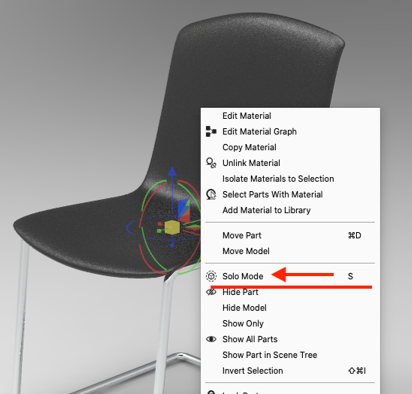 Edit Material
Edit Material Graph
Copy Material
Unlink Material
Isolate Materials to Selection
Select Parts With Material
Add Material to Library
Move Part ⌘D
Move Model
Solo Mode S
Hide Part
Hide Model
Show Only
Show All Parts
Show Part in Scene Tree
Invert Selection ⇧⌘I